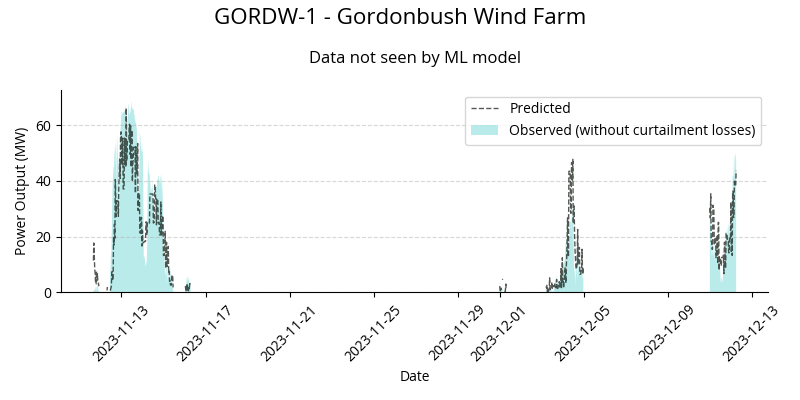 GORDW-1 - Gordonbush Wind Farm
Data not seen by ML model
Predicted
Observed (without curtailment losses)
Power Output (MW)
60
40
20
0
2023-11-13
2023-11-17
2023-11-21
2023-11-25
2023-11-29
2023-12-01
2023-12-05
2023-12-09
2023-12-13
Date